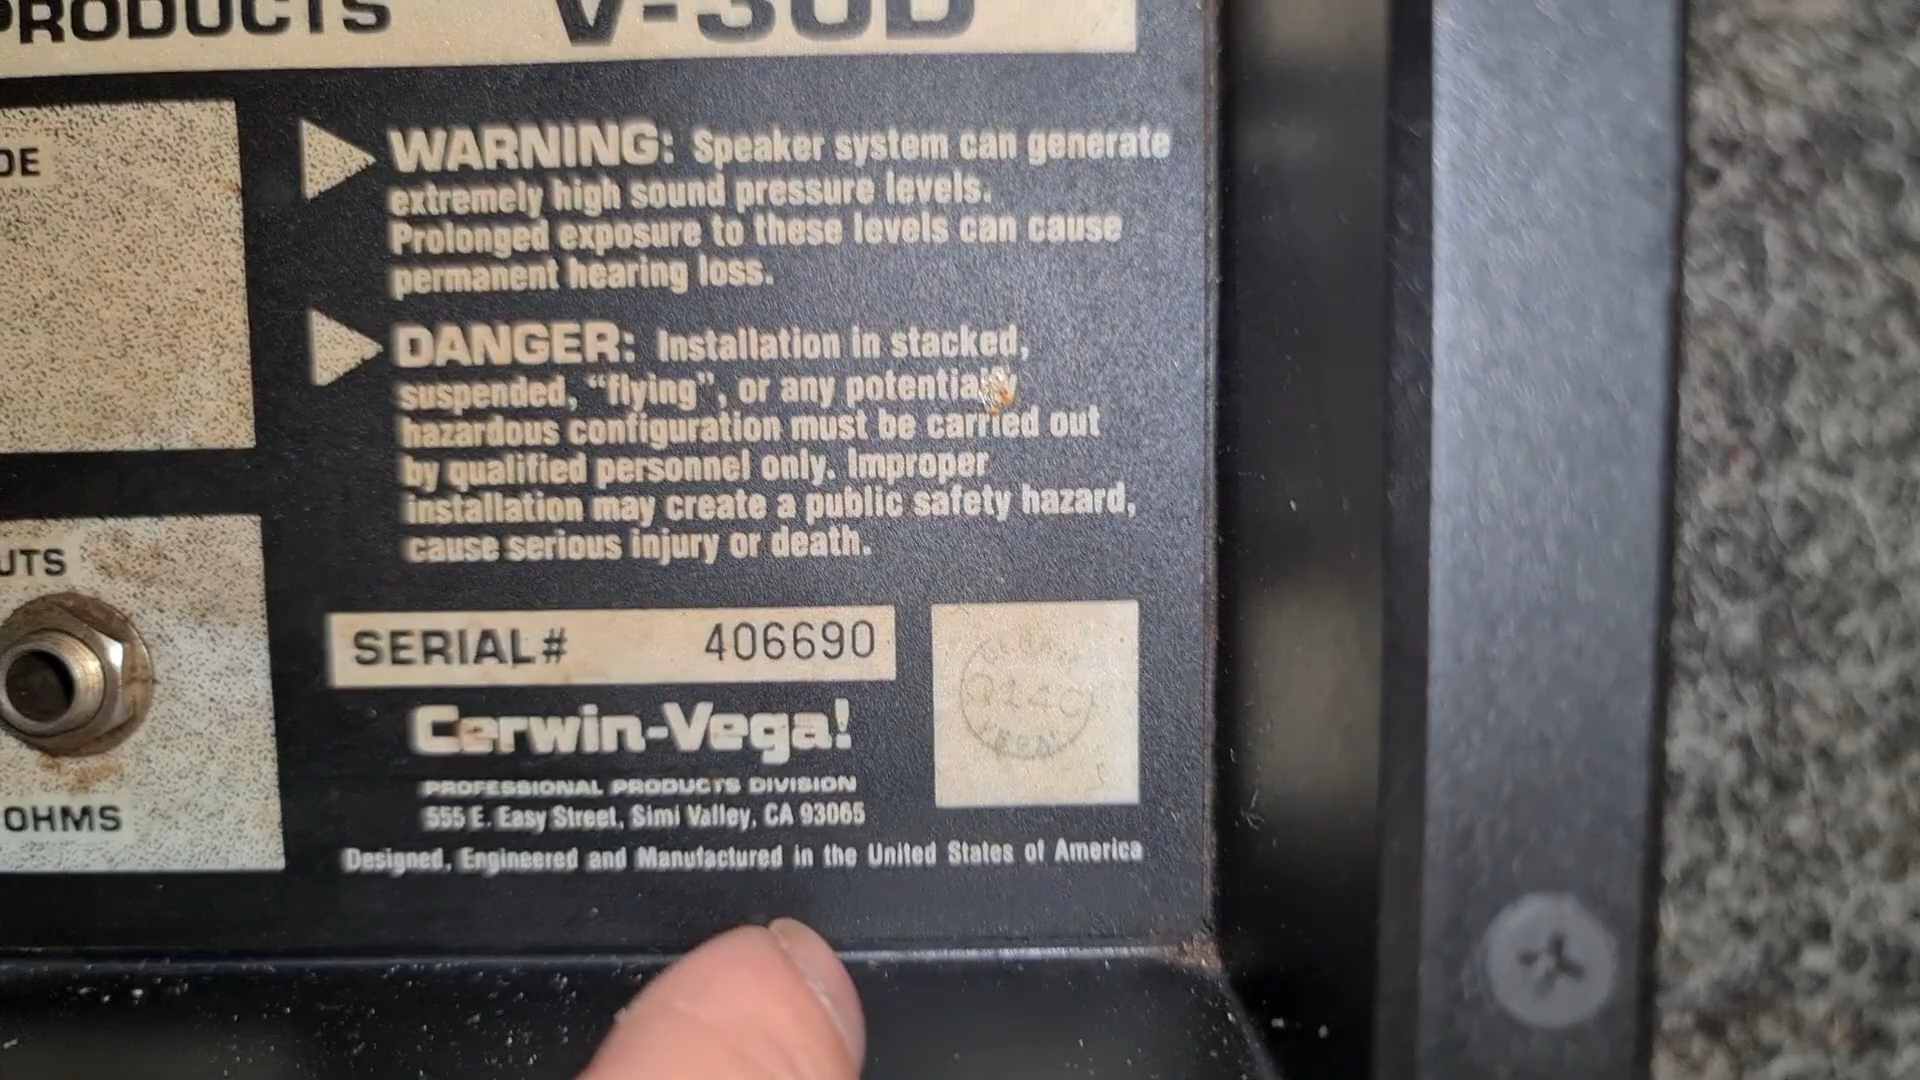 PRODUCTS V-30D
WARNING: Speaker system can generate
extremely high sound pressure levels.
Prolonged exposure to these levels can cause
permanent hearing loss.
DANGER: Installation in stacked,
suspended, “flying”, or any potentially
hazardous configuration must be carried out
by qualified personnel only. Improper
installation may create a public safety hazard,
cause serious injury or death.
DE
UTS
OHMS
SERIAL# 406690
Cerwin-Vega!
PROFESSIONAL PRODUCTS DIVISION
555 E. Easy Street, Simi Valley, CA 93065
Designed, Engineered and Manufactured in the United States of America